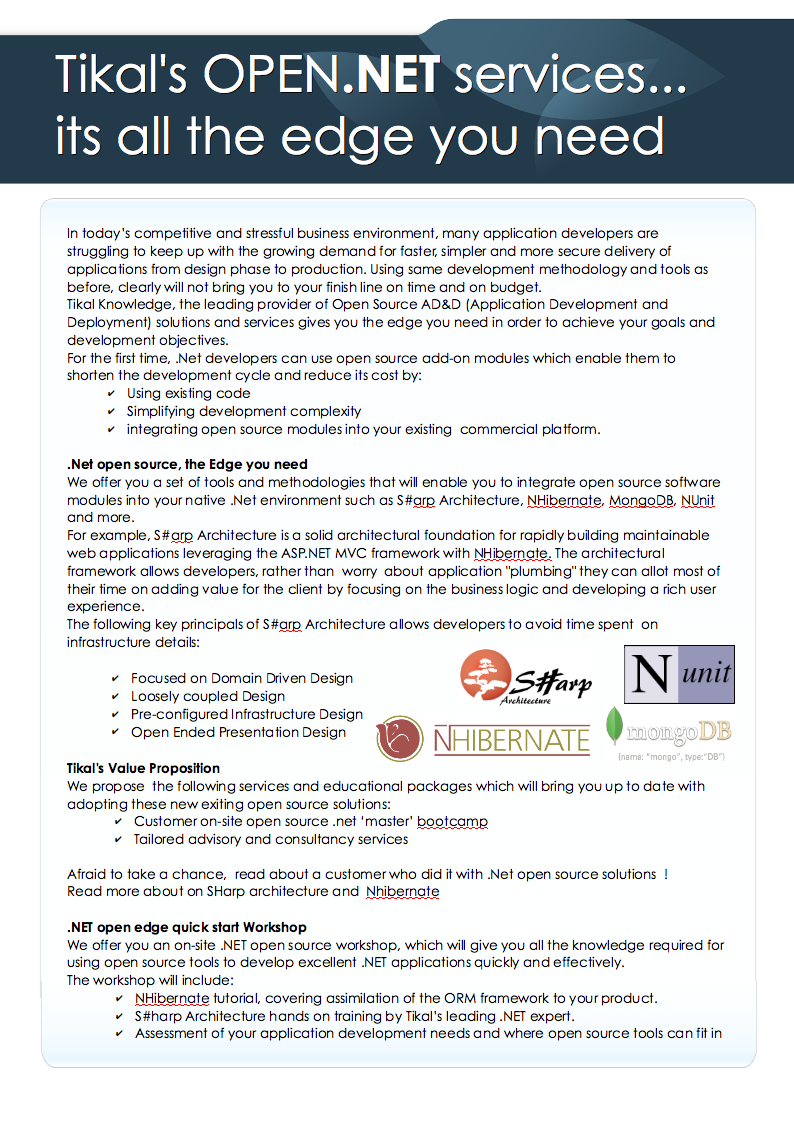 Tikal's OPEN.NET services...
its all the edge you need
In today's competitive and stressful business environment, many application developers are
struggling to keep up with the growing demand for faster, simpler and more secure delivery of
applications from design phase to production. Using same development methodology and tools as
before, clearly will not bring you to your finish line on time and on budget.
Tikal Knowledge, the leading provider of Open Source AD&D (Application Development and
Deployment) solutions and services gives you the edge you need in order to achieve your goals and
development objectives.
For the first time, .Net developers can use open source add-on modules which enable them to
shorten the development cycle and reduce its cost by:
✔ Using existing code
✔ Simplifying development complexity
✔ integrating open source modules into your existing commercial platform.
.Net open source, the Edge you need
We offer you a set of tools and methodologies that will enable you to integrate open source software
modules into your native .Net environment such as S#arp Architecture, NHibernate, MongoDB, NUnit
and more.
For example, S#arp Architecture is a solid architectural foundation for rapidly building maintainable
web applications leveraging the ASP.NET MVC framework with NHibernate. The architectural
framework allows developers, rather than worry about application "plumbing" they can allot most of
their time on adding value for the client by focusing on the business logic and developing a rich user
experience.
The following key principals of S#arp Architecture allows developers to avoid time spent on
infrastructure details:
✔ Focused on Domain Driven Design
✔ Loosely coupled Design
✔ Pre-configured Infrastructure Design
✔ Open Ended Presentation Design
S#arp
Architecture
Nunit
NHIBERNATE
mongoDB
{name: "mongo", type:"DB"}
Tikal's Value Proposition
We propose the following services and educational packages which will bring you up to date with
adopting these new exiting open source solutions:
✔ Customer on-site open source .net 'master' bootcamp
✔ Tailored advisory and consultancy services
Afraid to take a chance, read about a customer who did it with .Net open source solutions !
Read more about on SHarp architecture and Nhibernate
.NET open edge quick start Workshop
We offer you an on-site .NET open source workshop, which will give you all the knowledge required for
using open source tools to develop excellent .NET applications quickly and effectively.
The workshop will include:
✔ NHibernate tutorial, covering assimilation of the ORM framework to your product.
✔ S#harp Architecture hands on training by Tikal's leading .NET expert.
✔ Assessment of your application development needs and where open source tools can fit in